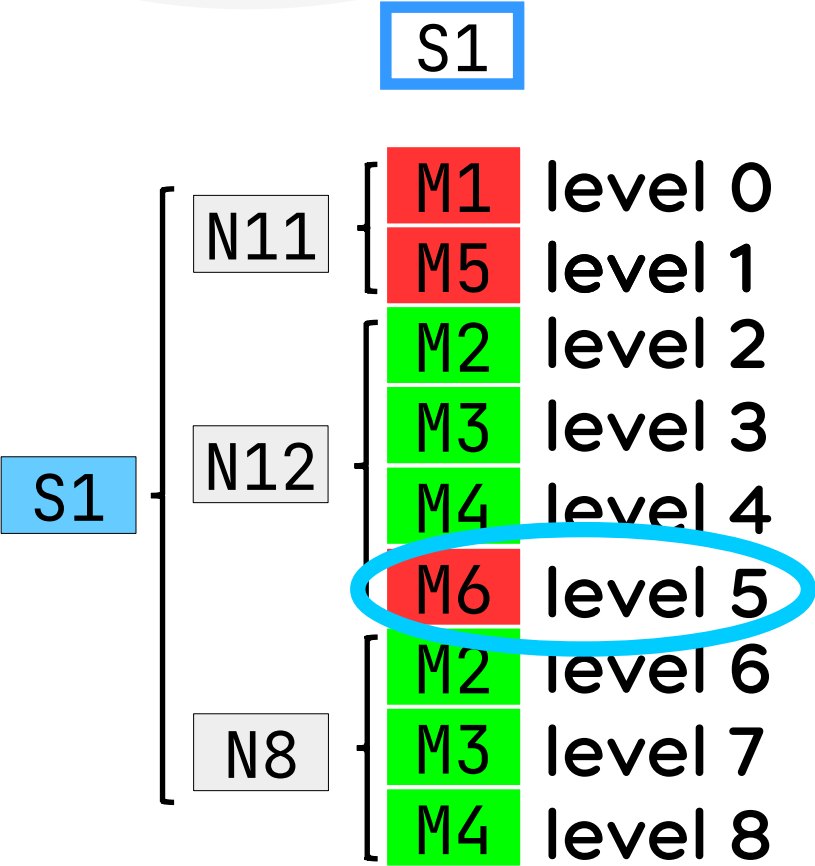 S1
M1 level 0
N11
M5 level 1
M2 level 2
M3 level 3
N12
S1
M4 level 4
M6 level 5
M2 level 6
N8
M3 level 7
M4 level 8